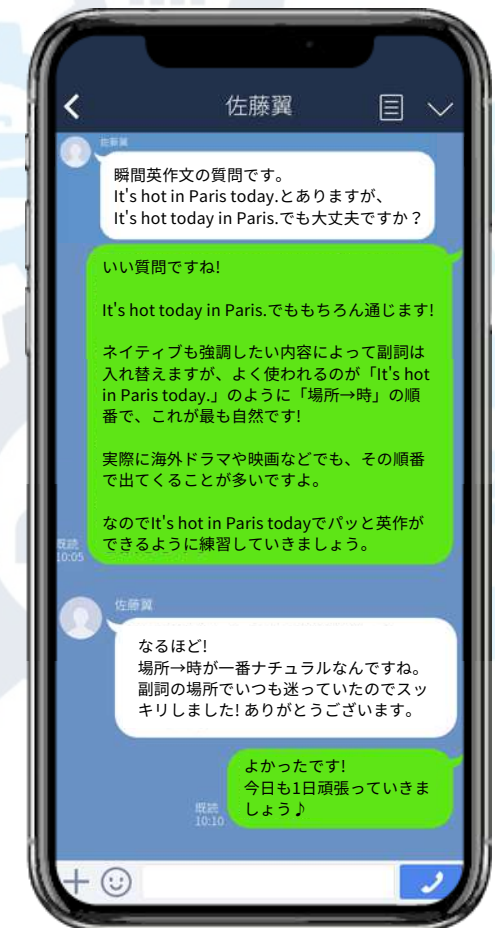 佐藤翼
佐藤翼
瞬間英作文の質問です。
It's hot in Paris today.とありますが、
It's hot today in Paris.でも大丈夫ですか？
いい質問ですね!
It's hot today in Paris.でももちろん通じます!
ネイティブも強調したい内容によって副詞は
入れ替えますが、よく使われるのが「It's hot
in Paris today.」のように「場所→時」の順
番で、これが最も自然です!
実際に海外ドラマや映画などでも、その順番
で出てくることが多いですよ。
なのでIt's hot in Paris todayでパッと英作が
できるように練習していきましょう。
既読
10:05
佐藤翼
なるほど!
場所→時が一番ナチュラルなんですね。
副詞の場所でいつも迷っていたのでスッ
キリしました! ありがとうございます。
よかったです!
今日も1日頑張っていきま
しょう♪
既読
10:10